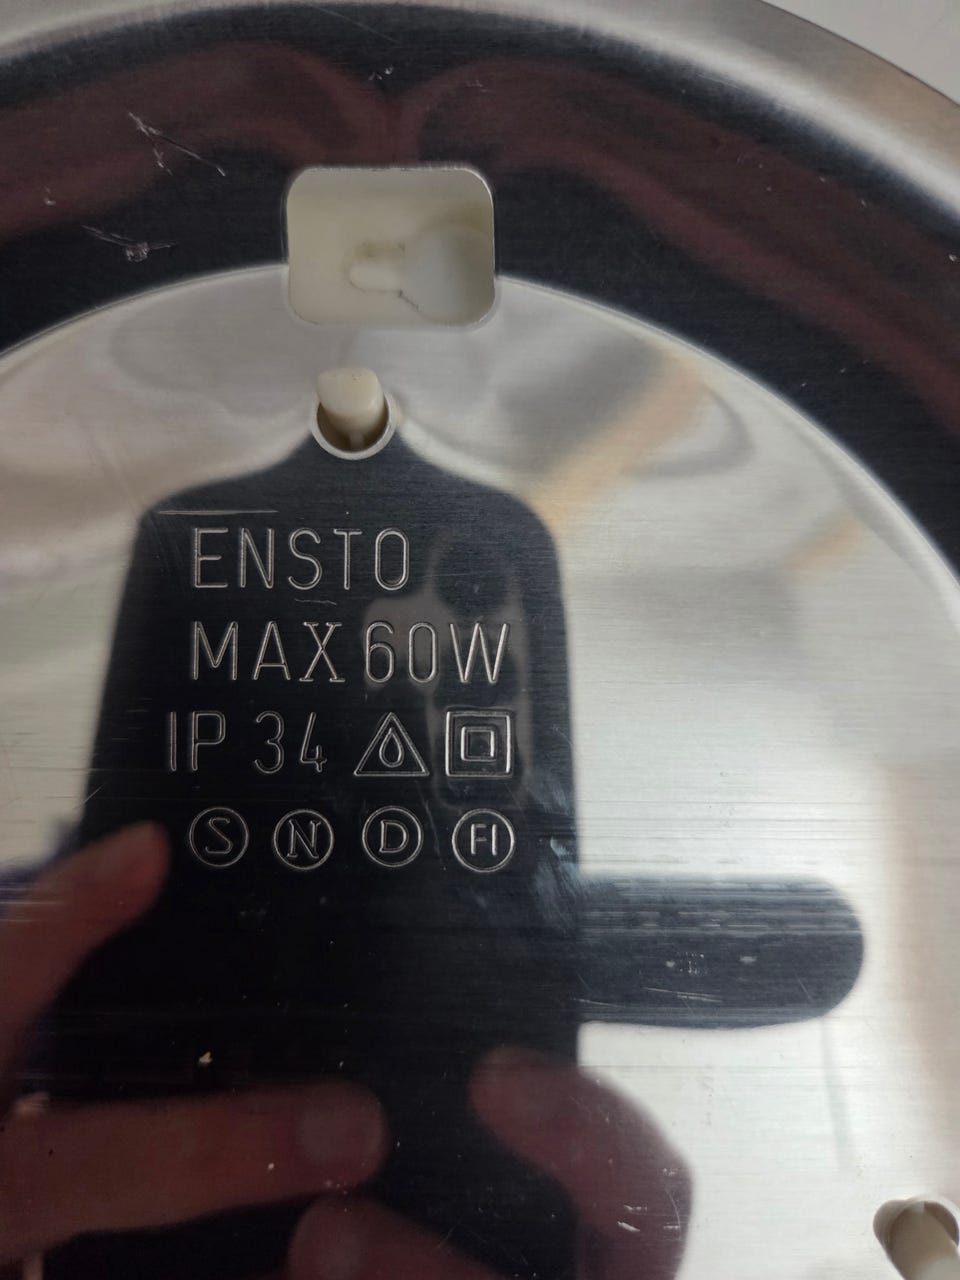 ENSTO
MAX 60W
IP 34
S N D FI